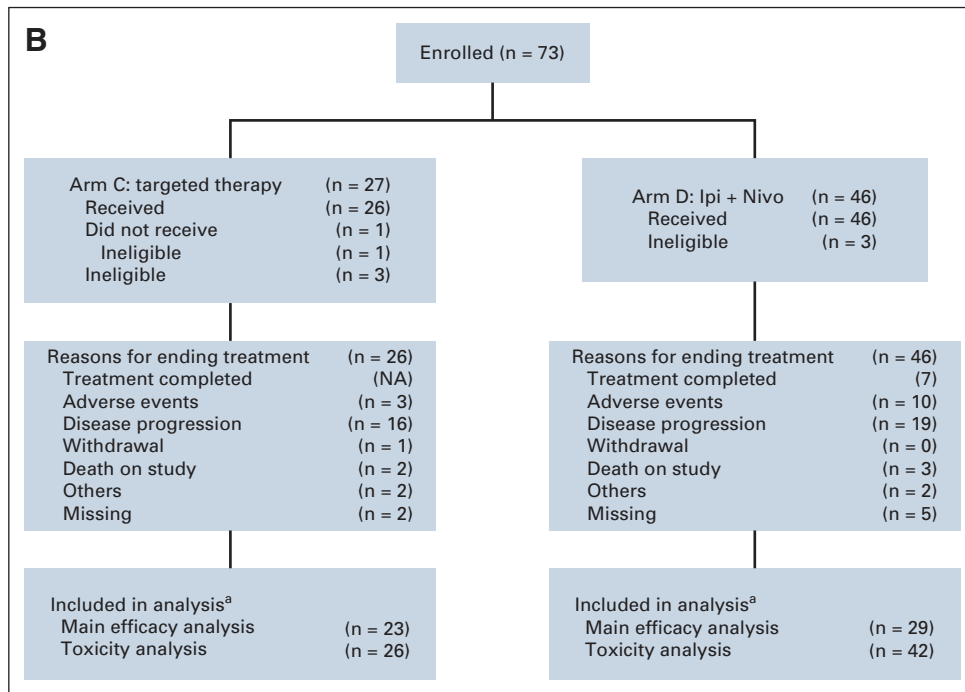 B
Enrolled (n = 73)
Arm C: targeted therapy (n = 27)
Received (n = 26)
Did not receive (n = 1)
Ineligible (n = 1)
Ineligible (n = 3)
Arm D: Ipi + Nivo (n = 46)
Received (n = 46)
Ineligible (n = 3)
Reasons for ending treatment (n = 26)
Treatment completed (NA)
Adverse events (n = 3)
Disease progression (n = 16)
Withdrawal (n = 1)
Death on study (n = 2)
Others (n = 2)
Missing (n = 2)
Reasons for ending treatment (n = 46)
Treatment completed (7)
Adverse events (n = 10)
Disease progression (n = 19)
Withdrawal (n = 0)
Death on study (n = 3)
Others (n = 2)
Missing (n = 5)
Included in analysisa
Main efficacy analysis (n = 23)
Toxicity analysis (n = 26)
Included in analysisa
Main efficacy analysis (n = 29)
Toxicity analysis (n = 42)